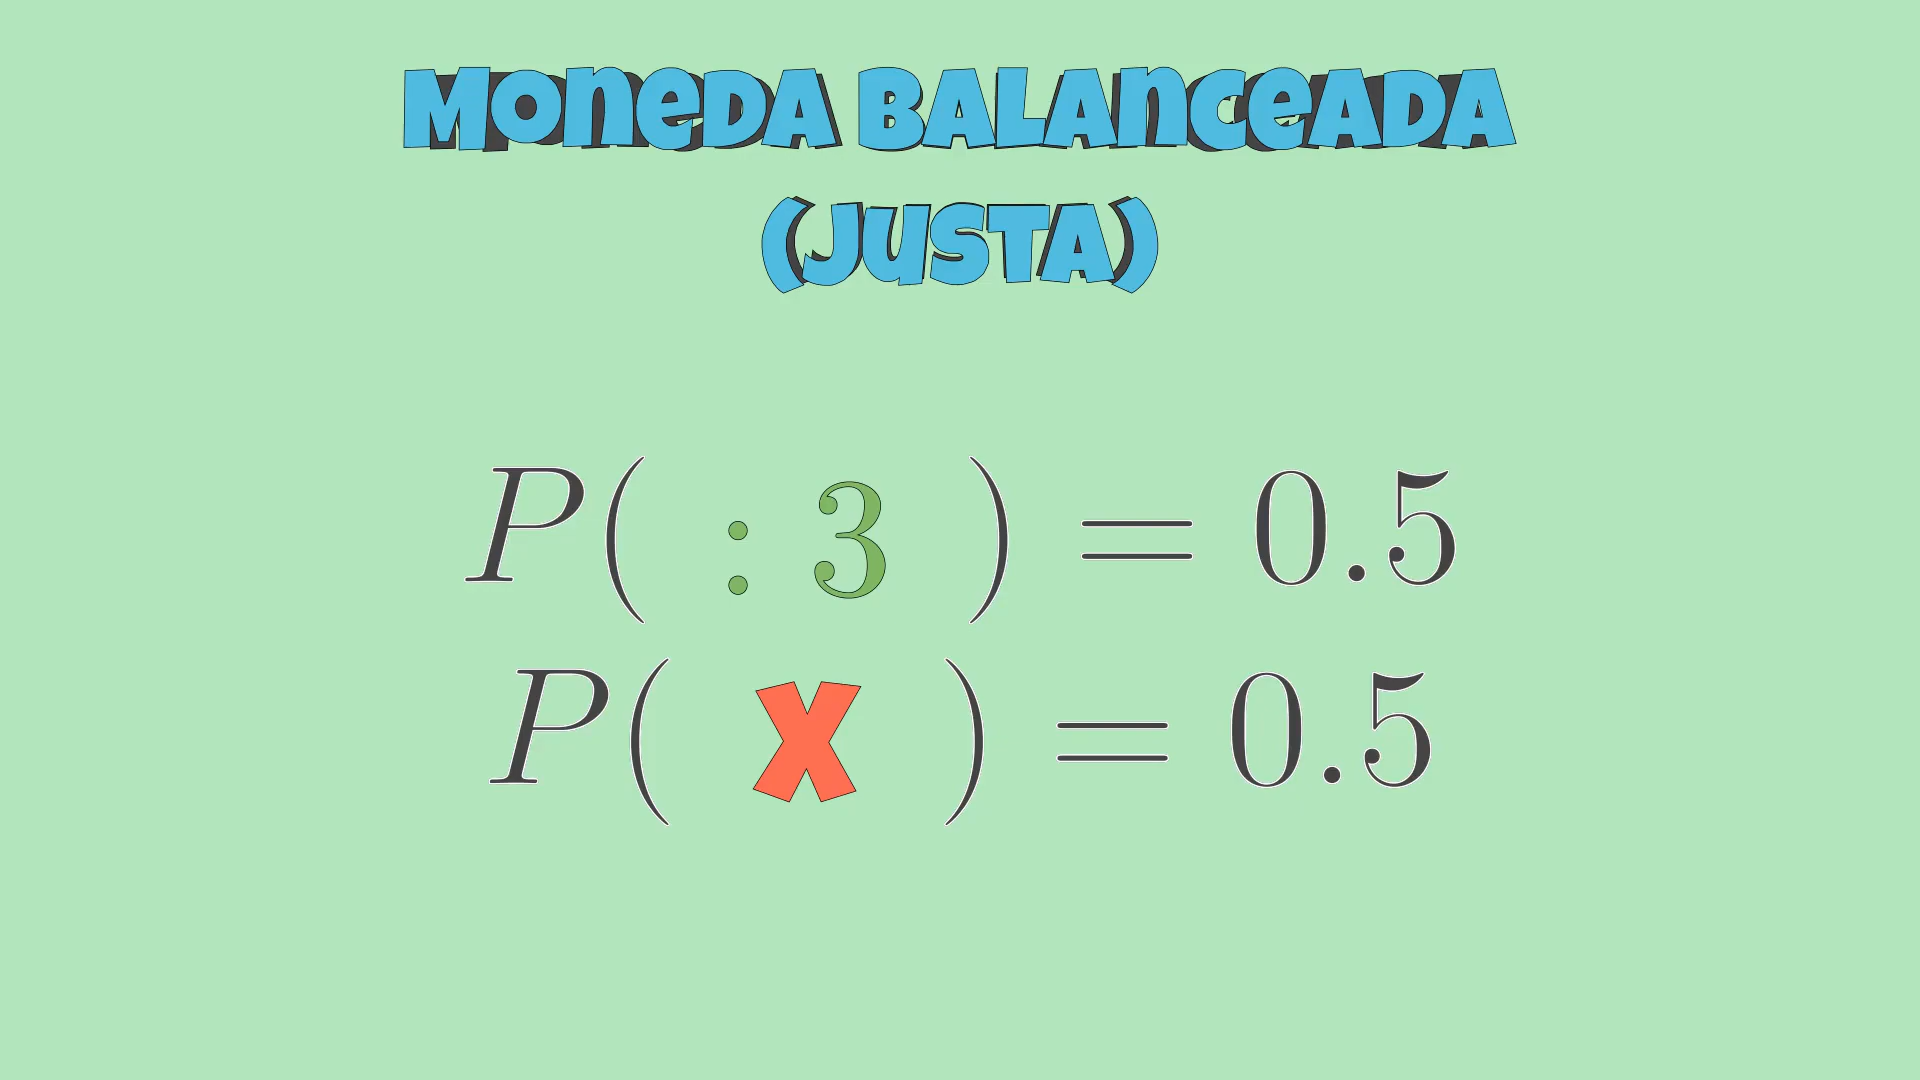 Moneda Balanceada
(Justa)
P( : 3 ) = 0.5
P( X ) = 0.5